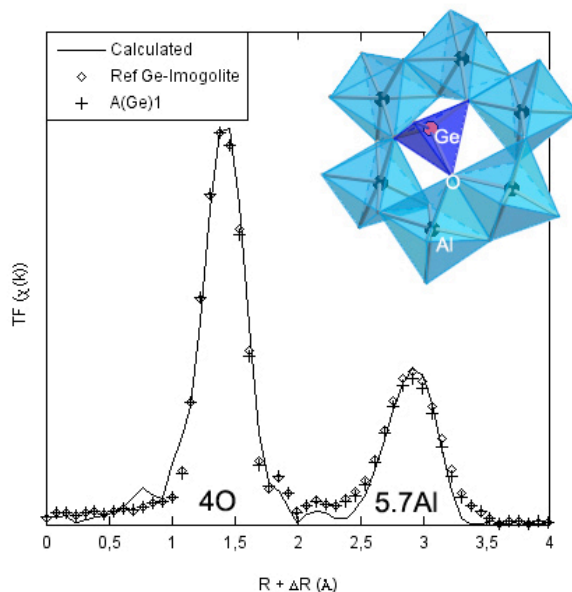 Calculated
Ref Ge-Imogolite
A(Ge)1
Ge
O
Al
TF (χ(k))
4O
5.7Al
0 0,5 1 1,5 2 2,5 3 3,5 4
R + ΔR (Å)